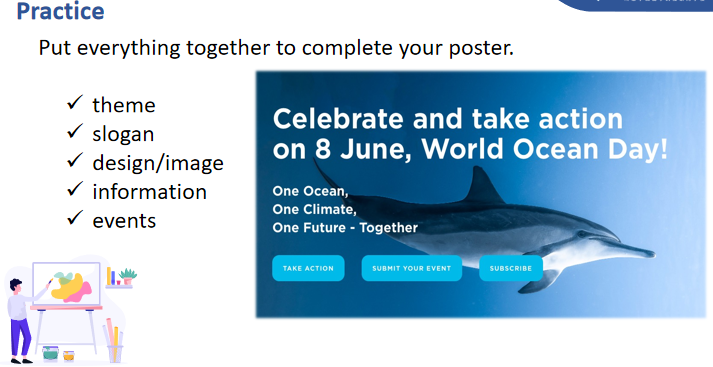 Practice
Put everything together to complete your poster.
✓ theme
✓ slogan
✓ design/image
✓ information
✓ events
Celebrate and take action
on 8 June, World Ocean Day!
One Ocean,
One Climate,
One Future - Together
TAKE ACTION
SUBMIT YOUR EVENT
SUBSCRIBE